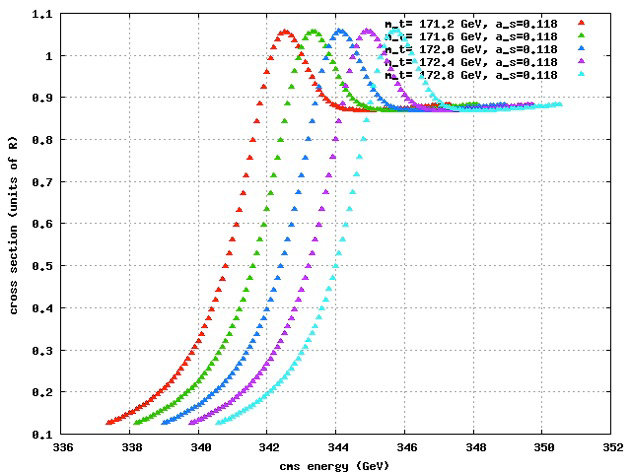 1.1
m_t= 171.2 GeV, a_s=0.118
m_t= 171.6 GeV, a_s=0.118
m_t= 172.0 GeV, a_s=0.118
m_t= 172.4 GeV, a_s=0.118
m_t= 172.8 GeV, a_s=0.118
1
0.9
0.8
0.7
0.6
0.5
0.4
0.3
0.2
0.1
cross section (units of R)
336 338 340 342 344 346 348 350 352
cms energy (GeV)